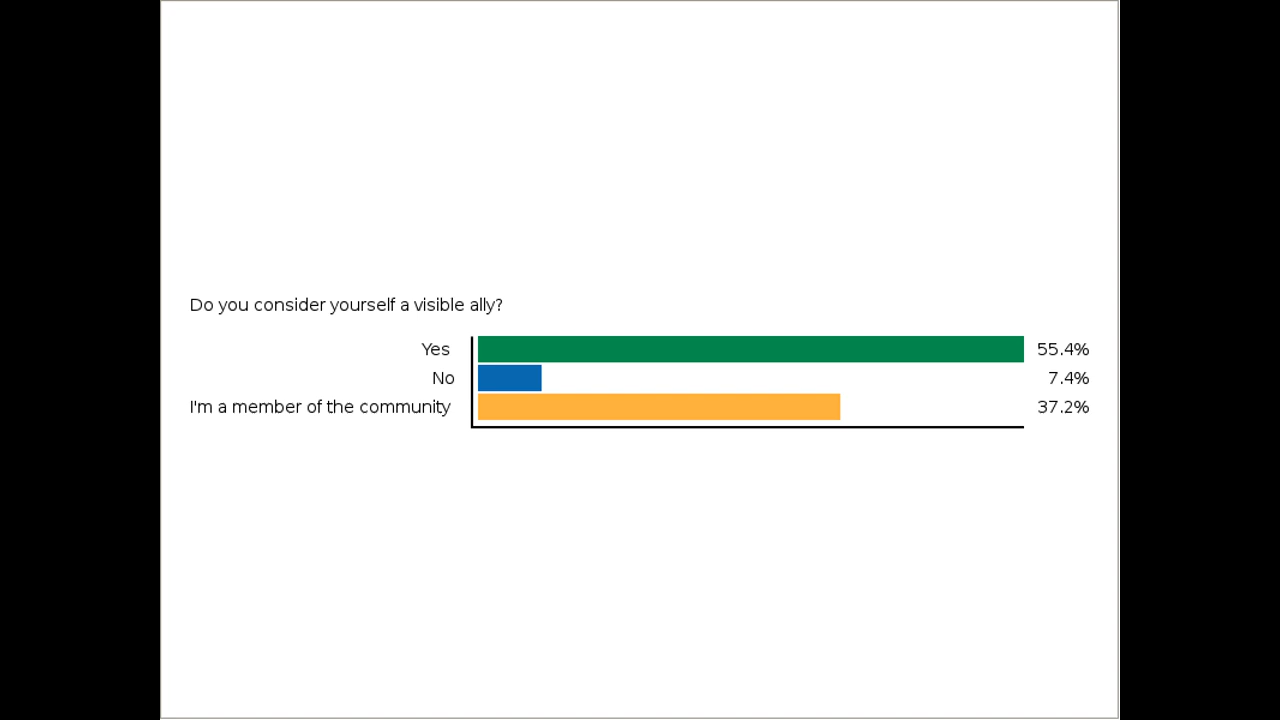 Do you consider yourself a visible ally?
Yes 55.4%
No 7.4%
I'm a member of the community 37.2%